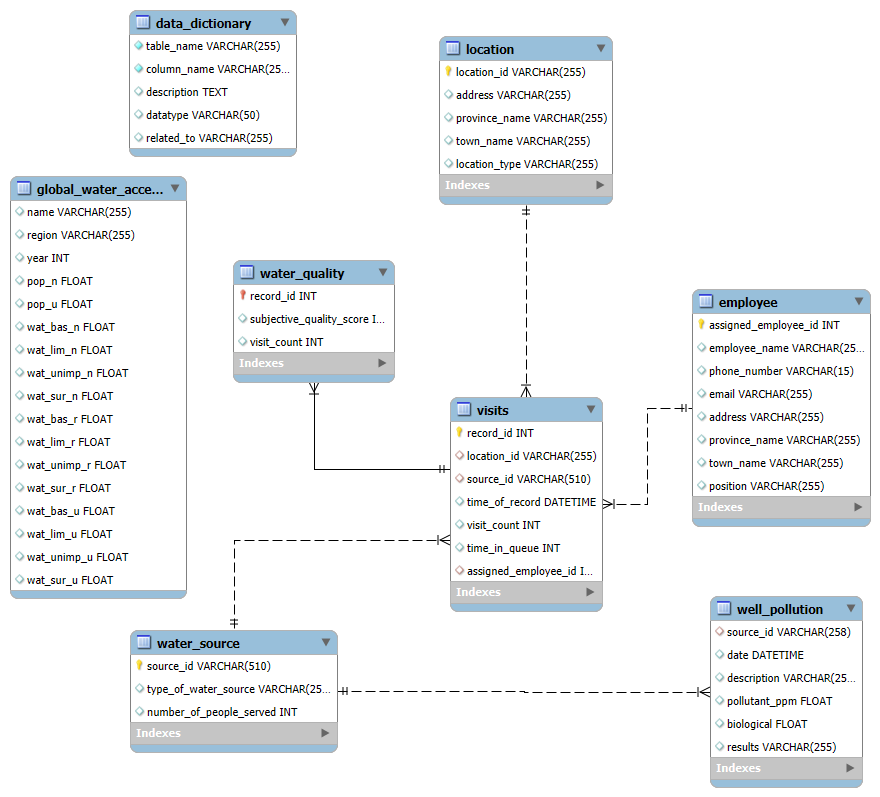 data_dictionary
table_name VARCHAR(255)
column_name VARCHAR(25...
description TEXT
datatype VARCHAR(50)
related_to VARCHAR(255)
location
location_id VARCHAR(255)
address VARCHAR(255)
province_name VARCHAR(255)
town_name VARCHAR(255)
location_type VARCHAR(255)
Indexes
global_water_acce...
name VARCHAR(255)
region VARCHAR(255)
year INT
pop_n FLOAT
pop_u FLOAT
wat_bas_n FLOAT
wat_lim_n FLOAT
wat_unimp_n FLOAT
wat_sur_n FLOAT
wat_bas_r FLOAT
wat_lim_r FLOAT
wat_unimp_r FLOAT
wat_sur_r FLOAT
wat_bas_u FLOAT
wat_lim_u FLOAT
wat_unimp_u FLOAT
wat_sur_u FLOAT
water_quality
record_id INT
subjective_quality_score I...
visit_count INT
Indexes
employee
assigned_employee_id INT
employee_name VARCHAR(25...
phone_number VARCHAR(15)
email VARCHAR(255)
address VARCHAR(255)
province_name VARCHAR(255)
town_name VARCHAR(255)
position VARCHAR(255)
Indexes
visits
record_id INT
location_id VARCHAR(255)
source_id VARCHAR(510)
time_of_record DATETIME
visit_count INT
time_in_queue INT
assigned_employee_id I...
Indexes
water_source
source_id VARCHAR(510)
type_of_water_source VARCHAR(25...
number_of_people_served INT
Indexes
well_pollution
source_id VARCHAR(258)
date DATETIME
description VARCHAR(25...
pollutant_ppm FLOAT
biological FLOAT
results VARCHAR(255)
Indexes